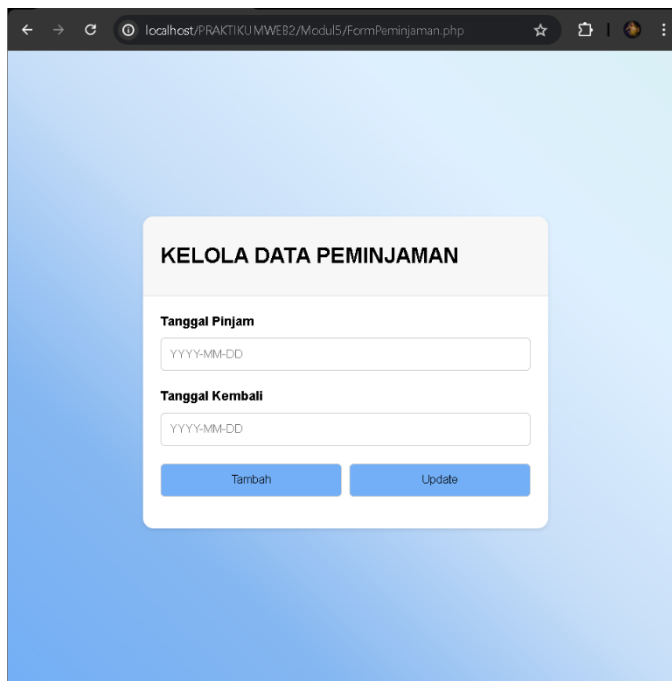 localhost/PRAKTIKUMWEB2/Modul5/FormPeminjaman.php
KELOLA DATA PEMINJAMAN
Tanggal Pinjam
YYYY-MM-DD
Tanggal Kembali
YYYY-MM-DD
Tambah Update